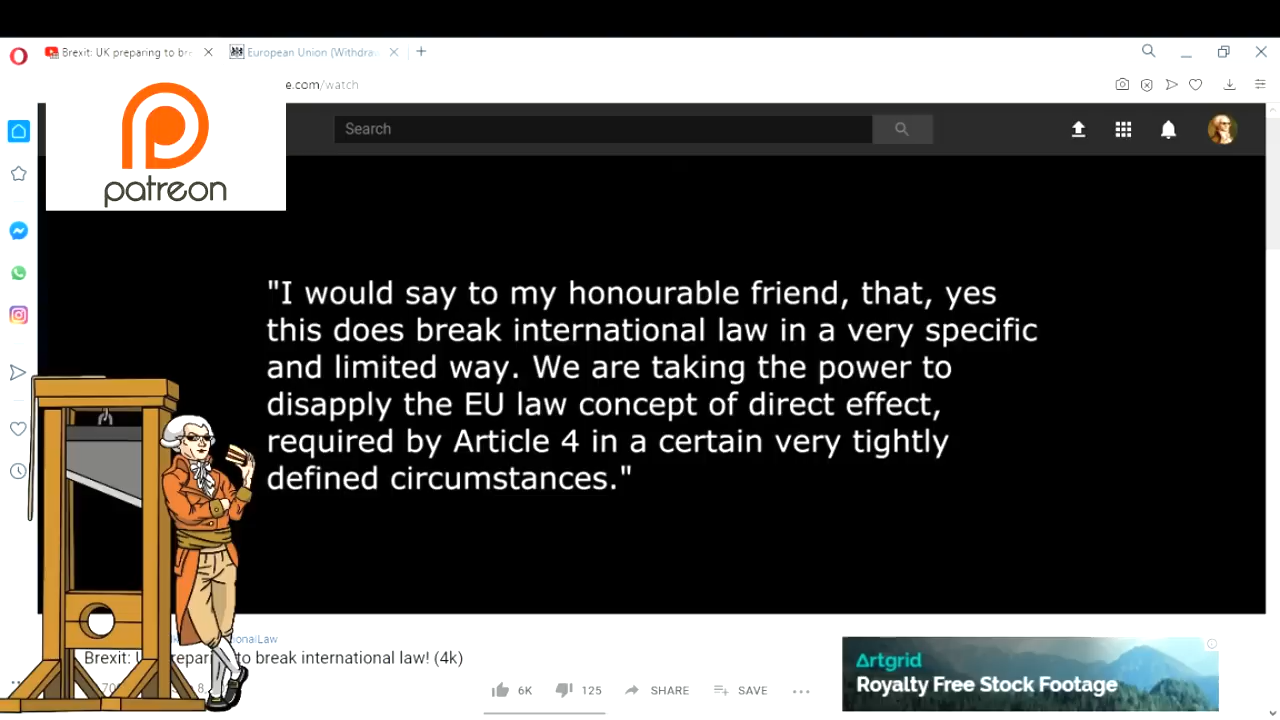 Brexit: UK preparing to br
European Union (Withdra
e.com/watch
patreon
Search
"I would say to my honourable friend, that, yes
this does break international law in a very specific
and limited way. We are taking the power to
disapply the EU law concept of direct effect,
required by Article 4 in a certain very tightly
defined circumstances."
ionalLaw
Brexit: U prepari to break international law! (4k)
6K
125
SHARE
SAVE
Artgrid
Royalty Free Stock Footage